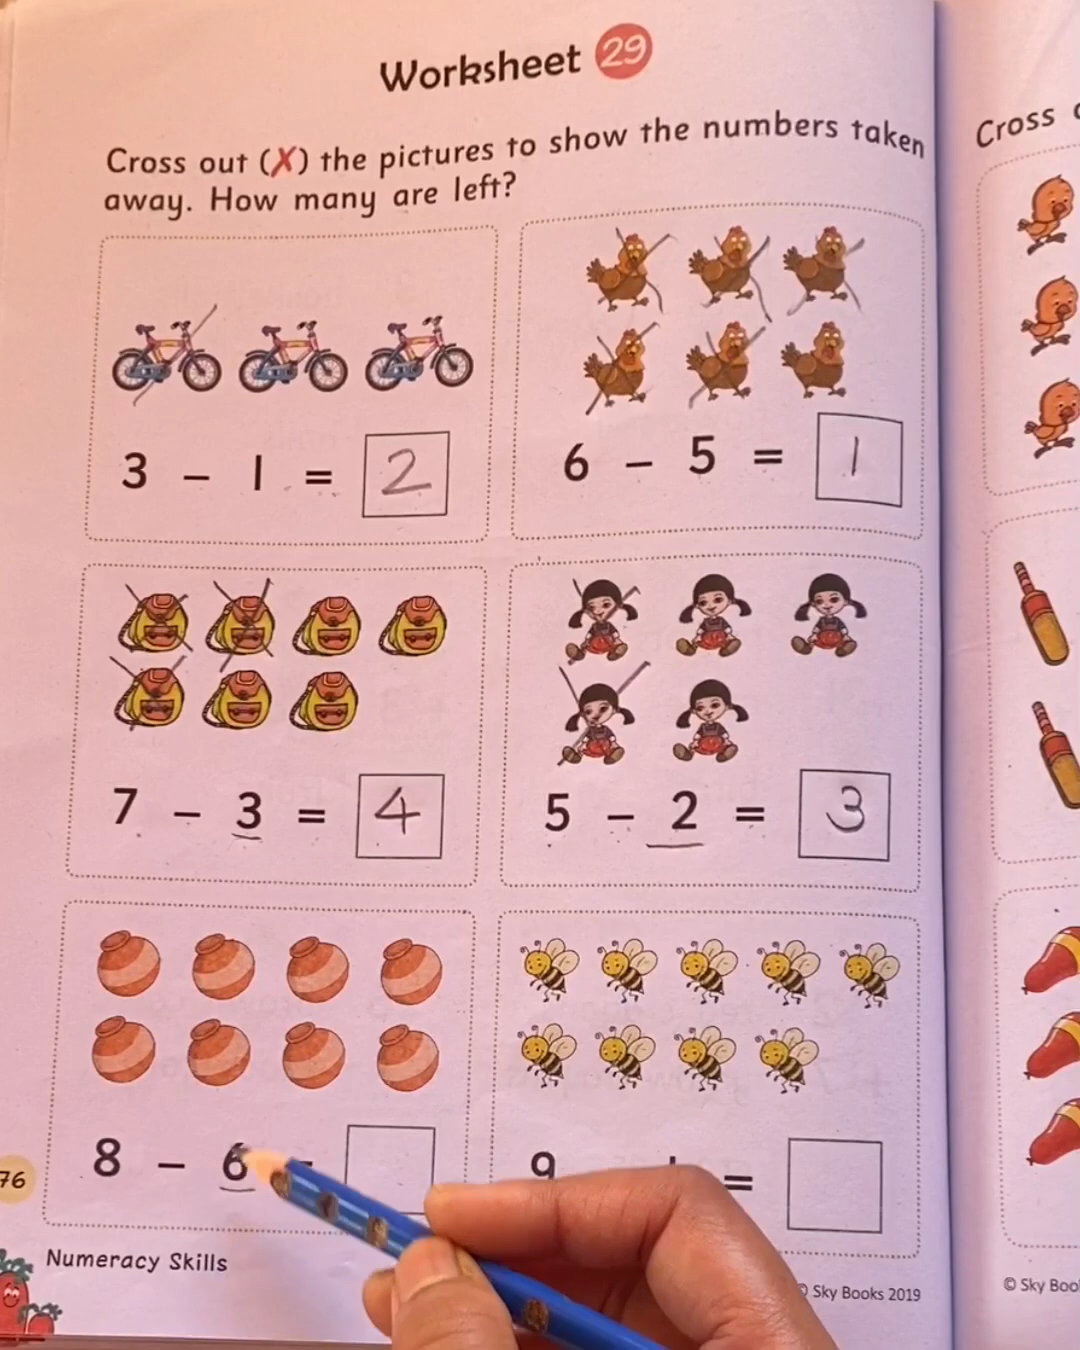 Worksheet 29
Cross out (X) the pictures to show the numbers taken
away. How many are left?
3 - 1 = 2
6 - 5 = 1
7 - 3 = 4
5 - 2 = 3
8 - 6
9 =
76
Numeracy Skills
Sky Books 2019
Cross
© Sky Boo